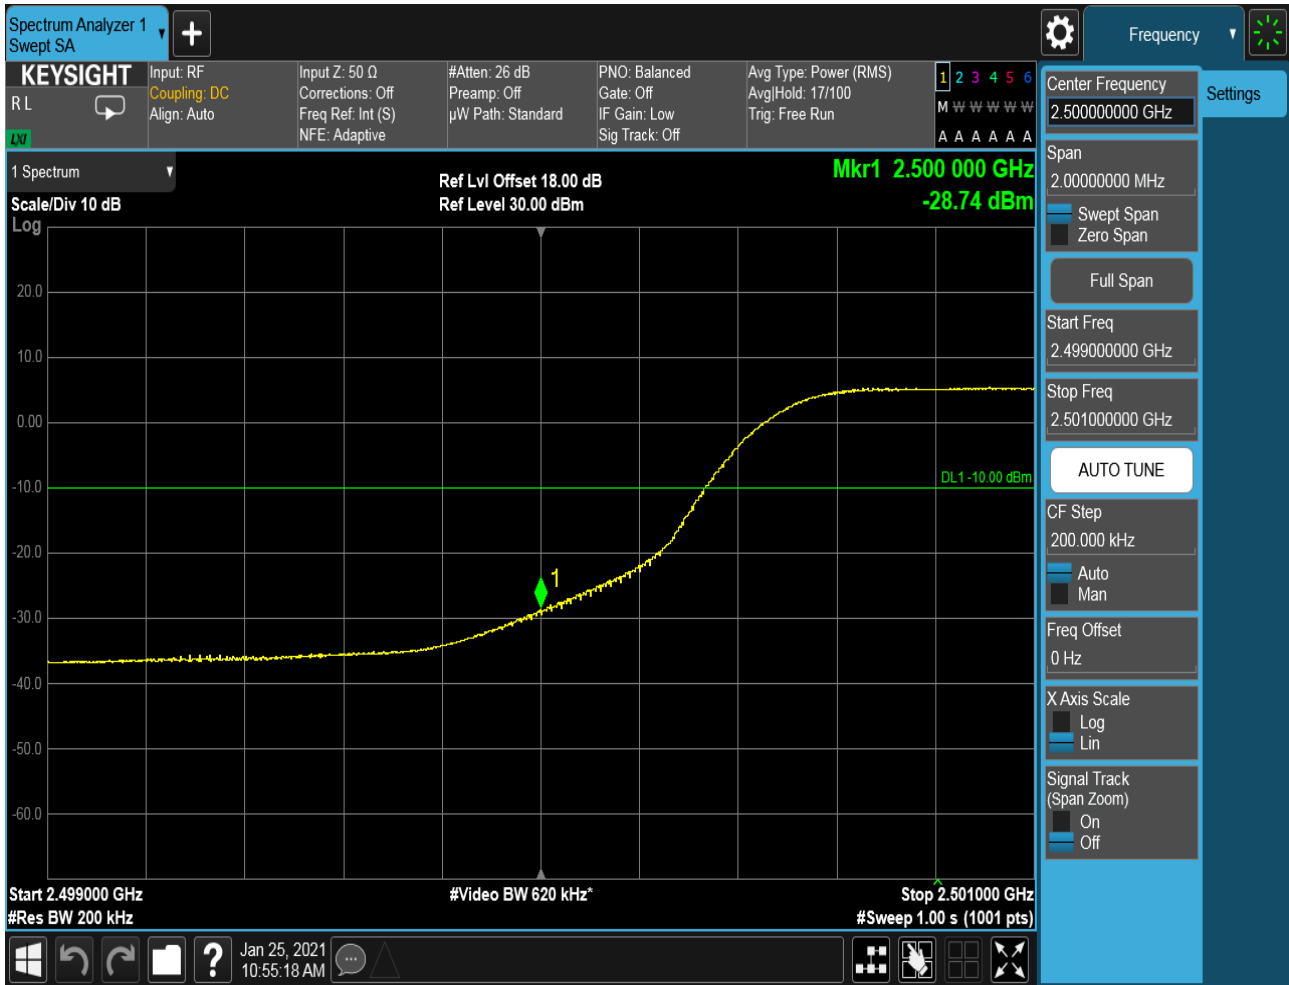 Spectrum Analyzer 1
Swept SA
Frequency
KEYSIGHT
R L
LXI
Input: RF
Coupling: DC
Align: Auto
Input Z: 50 Ω
Corrections: Off
Freq Ref: Int (S)
NFE: Adaptive
#Atten: 26 dB
Preamp: Off
µW Path: Standard
PNO: Balanced
Gate: Off
IF Gain: Low
Sig Track: Off
Avg Type: Power (RMS)
Avg|Hold: 17/100
Trig: Free Run
1 2 3 4 5 6
M W W W W W
A A A A A A
1 Spectrum
Scale/Div 10 dB
Log
Ref Lvl Offset 18.00 dB
Ref Level 30.00 dBm
Mkr1 2.500 000 GHz
-28.74 dBm
20.0
10.0
0.00
-10.0
-20.0
-30.0
-40.0
-50.0
-60.0
DL1 -10.00 dBm
1
Start 2.499000 GHz
#Res BW 200 kHz
#Video BW 620 kHz*
Stop 2.501000 GHz
#Sweep 1.00 s (1001 pts)
Jan 25, 2021
10:55:18 AM
Center Frequency
2.500000000 GHz
Span
2.00000000 MHz
Swept Span
Zero Span
Full Span
Start Freq
2.499000000 GHz
Stop Freq
2.501000000 GHz
AUTO TUNE
CF Step
200.000 kHz
Auto
Man
Freq Offset
0 Hz
X Axis Scale
Log
Lin
Signal Track
(Span Zoom)
On
Off
Settings